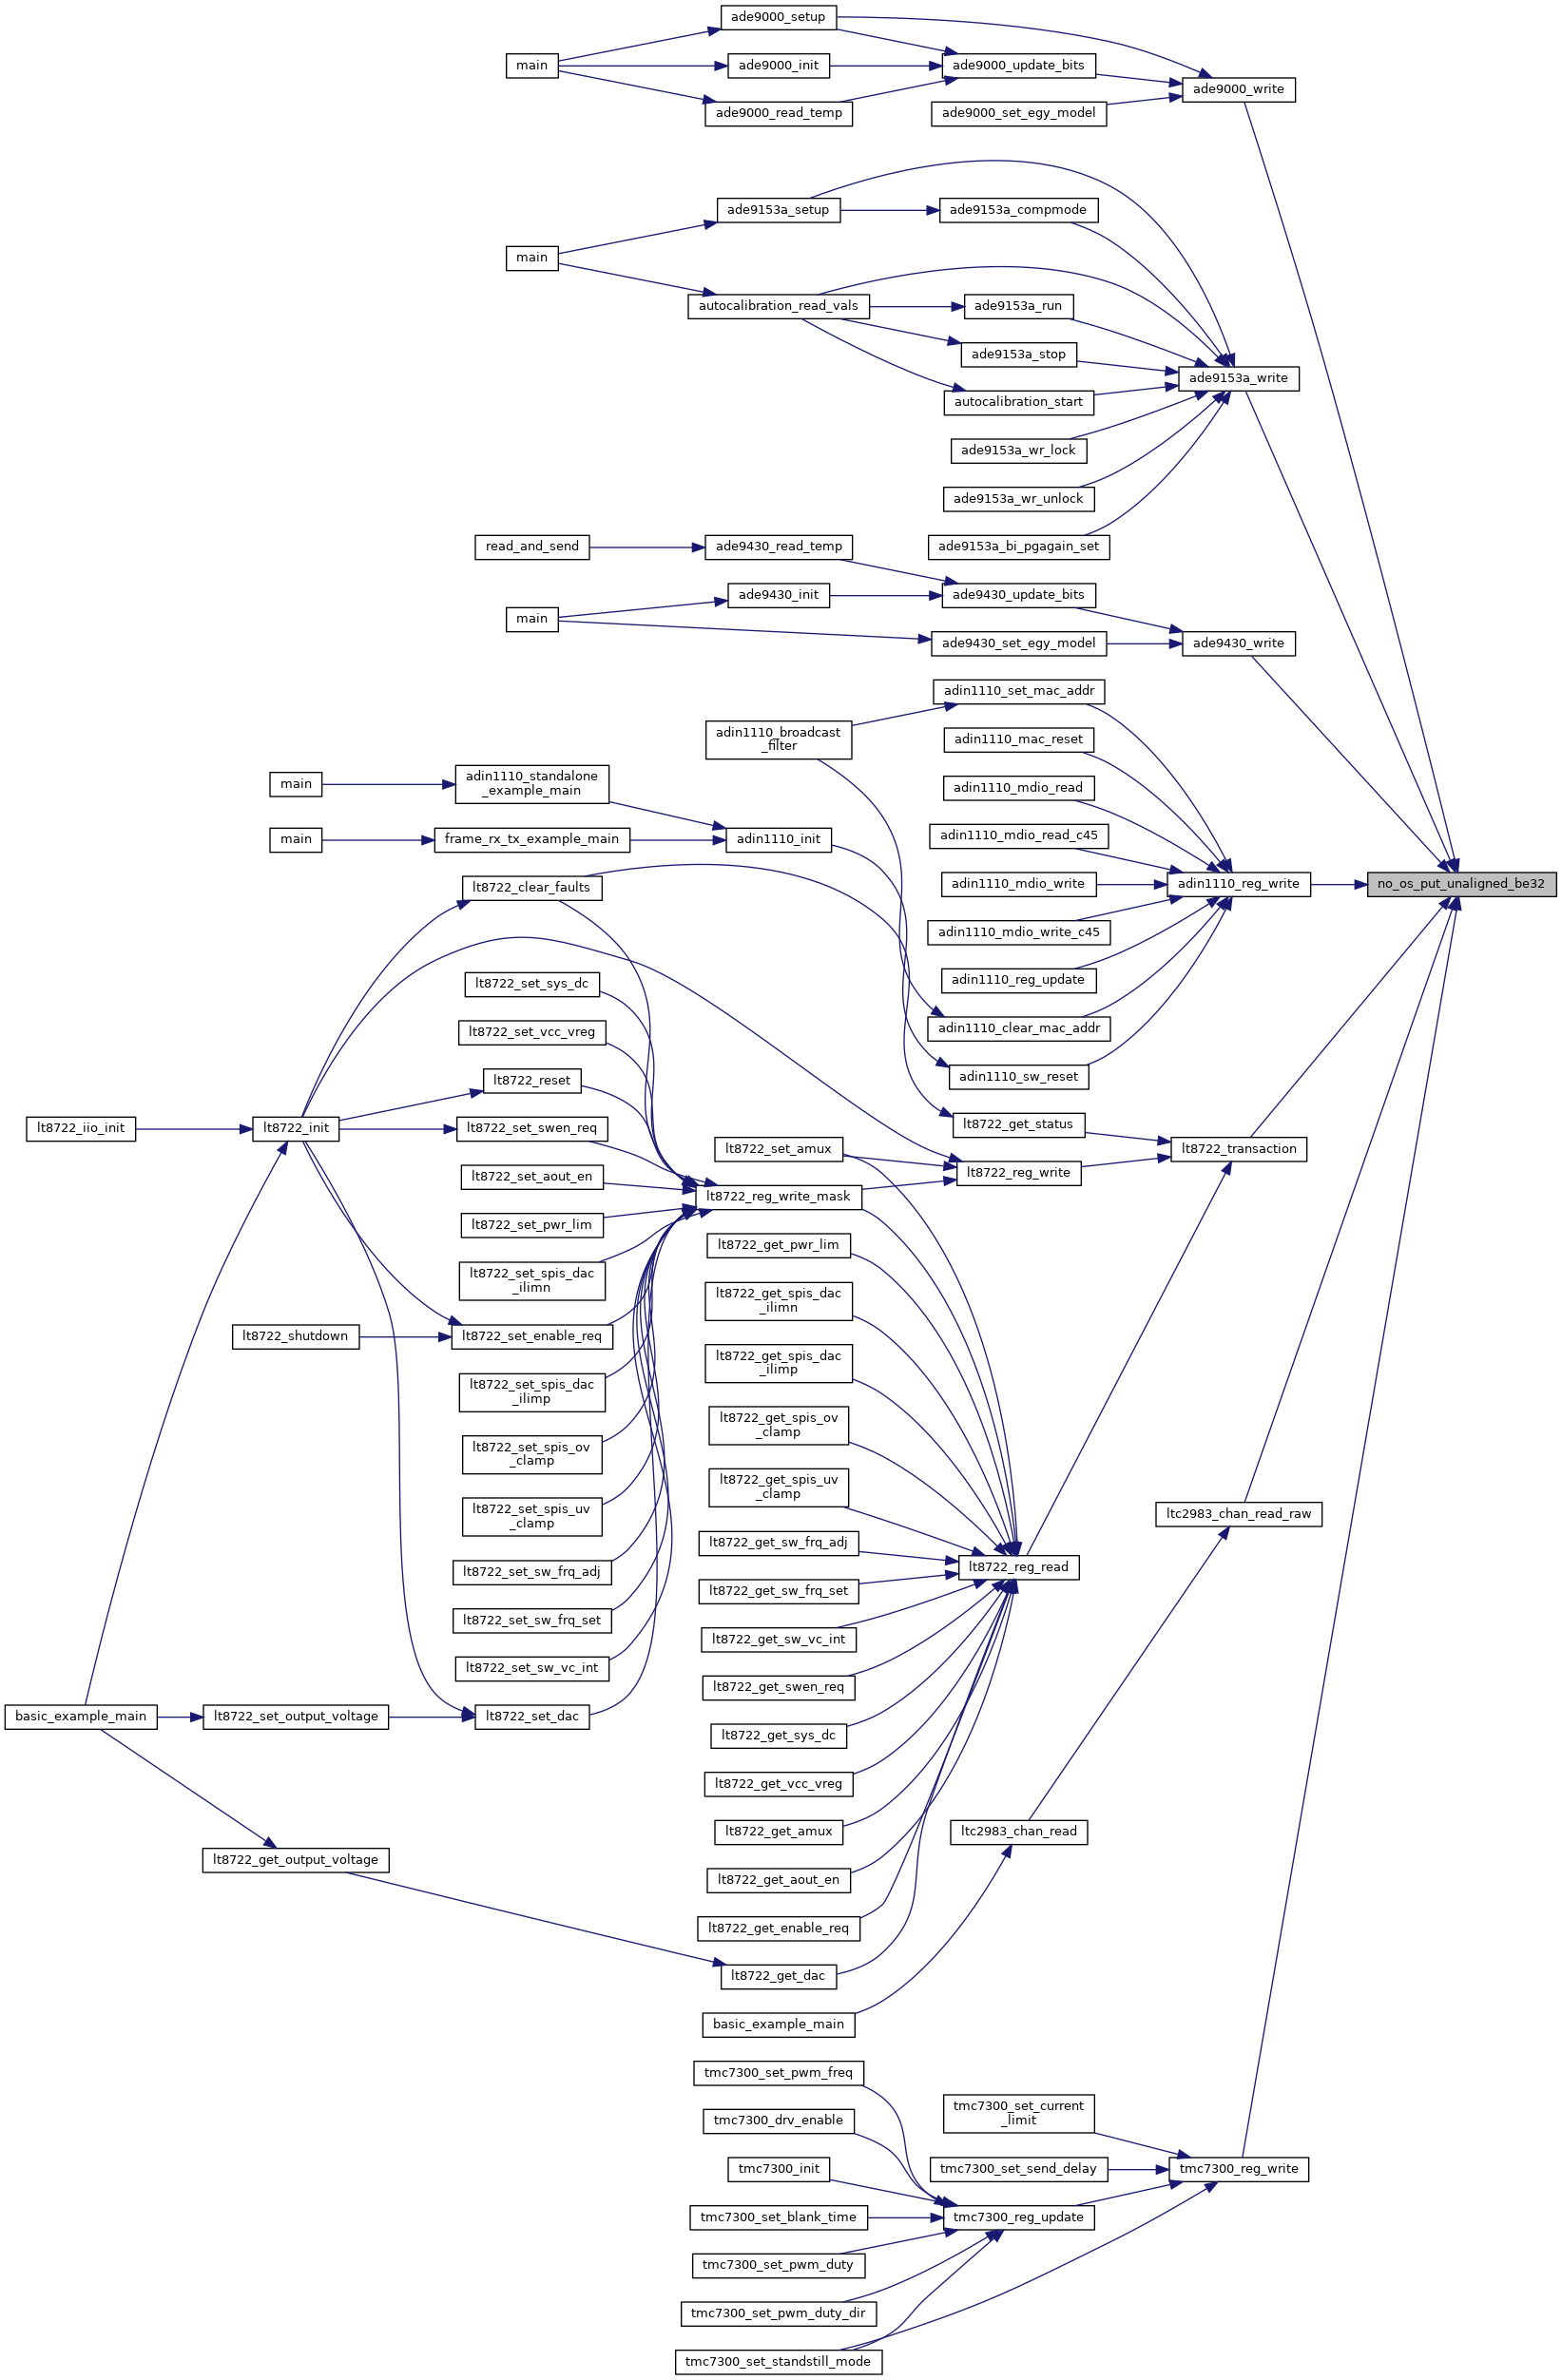 ade9000_setup
main
ade9000_init
ade9000_update_bits
ade9000_write
ade9000_read_temp
ade9000_set_egy_model
ade9153a_setup
ade9153a_compmode
main
autocalibration_read_vals
ade9153a_run
ade9153a_stop
ade9153a_write
autocalibration_start
ade9153a_wr_lock
ade9153a_wr_unlock
read_and_send
ade9430_read_temp
ade9153a_bi_pgagain_set
ade9430_init
ade9430_update_bits
main
ade9430_set_egy_model
ade9430_write
adin1110_set_mac_addr
adin1110_broadcast
_filter
adin1110_mac_reset
main
adin1110_standalone
_example_main
adin1110_mdio_read
main
frame_rx_tx_example_main
adin1110_init
adin1110_mdio_read_c45
lt8722_clear_faults
adin1110_mdio_write
adin1110_reg_write
no_os_put_unaligned_be32
adin1110_mdio_write_c45
lt8722_set_sys_dc
adin1110_reg_update
lt8722_set_vcc_vreg
adin1110_clear_mac_addr
lt8722_reset
adin1110_sw_reset
lt8722_iio_init
lt8722_init
lt8722_set_swen_req
lt8722_get_status
lt8722_set_amux
lt8722_transaction
lt8722_set_aout_en
lt8722_reg_write
lt8722_reg_write_mask
lt8722_set_pwr_lim
lt8722_get_pwr_lim
lt8722_set_spis_dac
_ilimn
lt8722_get_spis_dac
_ilimn
lt8722_shutdown
lt8722_set_enable_req
lt8722_get_spis_dac
_ilimp
lt8722_set_spis_dac
_ilimp
lt8722_get_spis_ov
_clamp
lt8722_set_spis_ov
_clamp
lt8722_get_spis_uv
_clamp
lt8722_set_spis_uv
_clamp
ltc2983_chan_read_raw
lt8722_get_sw_frq_adj
lt8722_set_sw_frq_adj
lt8722_reg_read
lt8722_get_sw_frq_set
lt8722_set_sw_frq_set
lt8722_get_sw_vc_int
lt8722_set_sw_vc_int
lt8722_get_swen_req
basic_example_main
lt8722_set_output_voltage
lt8722_set_dac
lt8722_get_sys_dc
lt8722_get_vcc_vreg
lt8722_get_amux
ltc2983_chan_read
lt8722_get_output_voltage
lt8722_get_aout_en
lt8722_get_enable_req
lt8722_get_dac
basic_example_main
tmc7300_set_pwm_freq
tmc7300_set_current
_limit
tmc7300_drv_enable
tmc7300_init
tmc7300_set_send_delay
tmc7300_reg_write
tmc7300_set_blank_time
tmc7300_reg_update
tmc7300_set_pwm_duty
tmc7300_set_pwm_duty_dir
tmc7300_set_standstill_mode